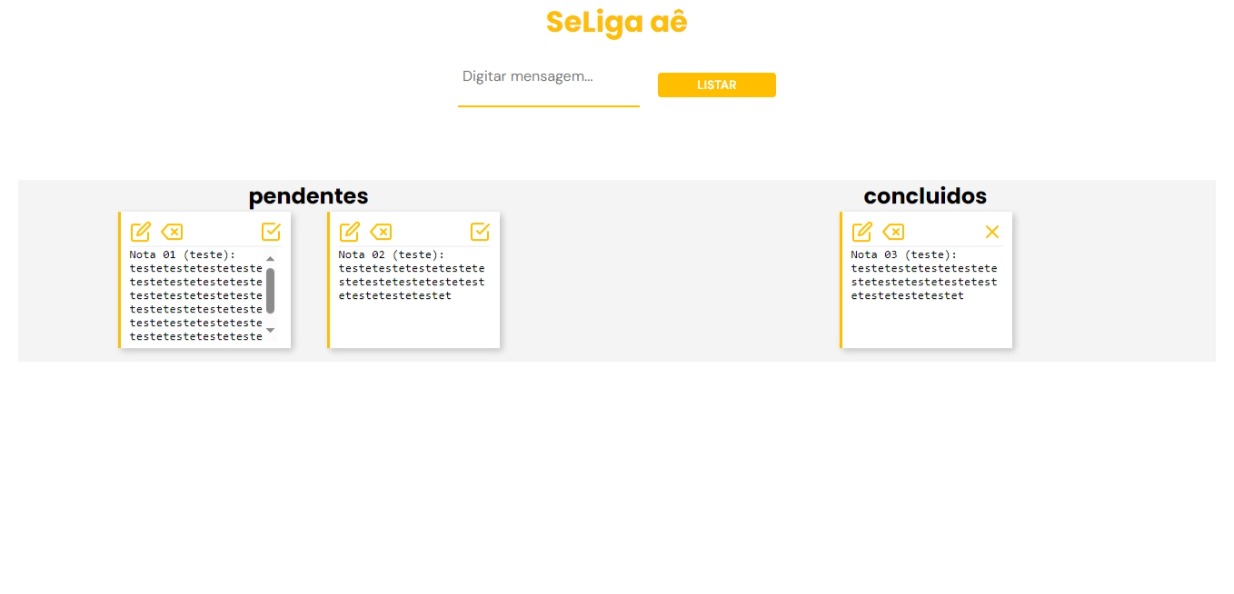 SeLiga aê
Digitar mensagem...
LISTAR
pendentes
Nota 01 (teste):
testetestetesteteste
testetestetesteteste
testetestetesteteste
testetestetesteteste
testetestetesteteste
testetestetesteteste
Nota 02 (teste):
testetestetestetestete
stetestetestetestetest
etestetestetestet
concluidos
Nota 03 (teste):
testetestetestetestete
stetestetestetestetest
etestetestetestet